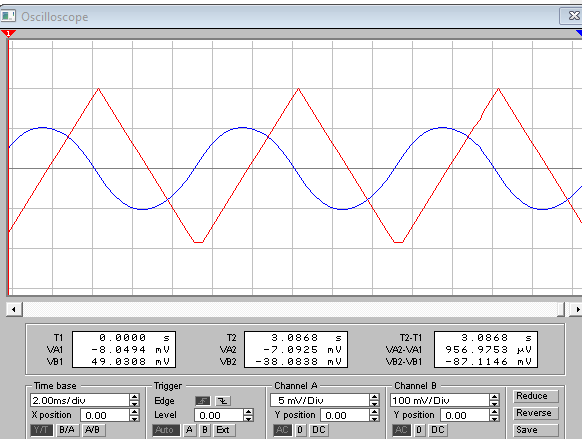 Oscilloscope
1
T1 0.0000 s T2 3.0868 s T2-T1 3.0868 s
VA1 -8.0494 mV VA2 -7.0925 mV VA2-VA1 956.9753 µV
VB1 49.0308 mV VB2 -38.0838 mV VB2-VB1 -87.1146 mV
Time base Trigger Channel A Channel B
2.00ms/div Edge 5 mV/Div 100 mV/Div Reduce
X position 0.00 Level 0.00 Y position 0.00 Y position 0.00 Reverse
Y/T B/A A/B Auto A B Ext AC 0 DC AC 0 DC Save